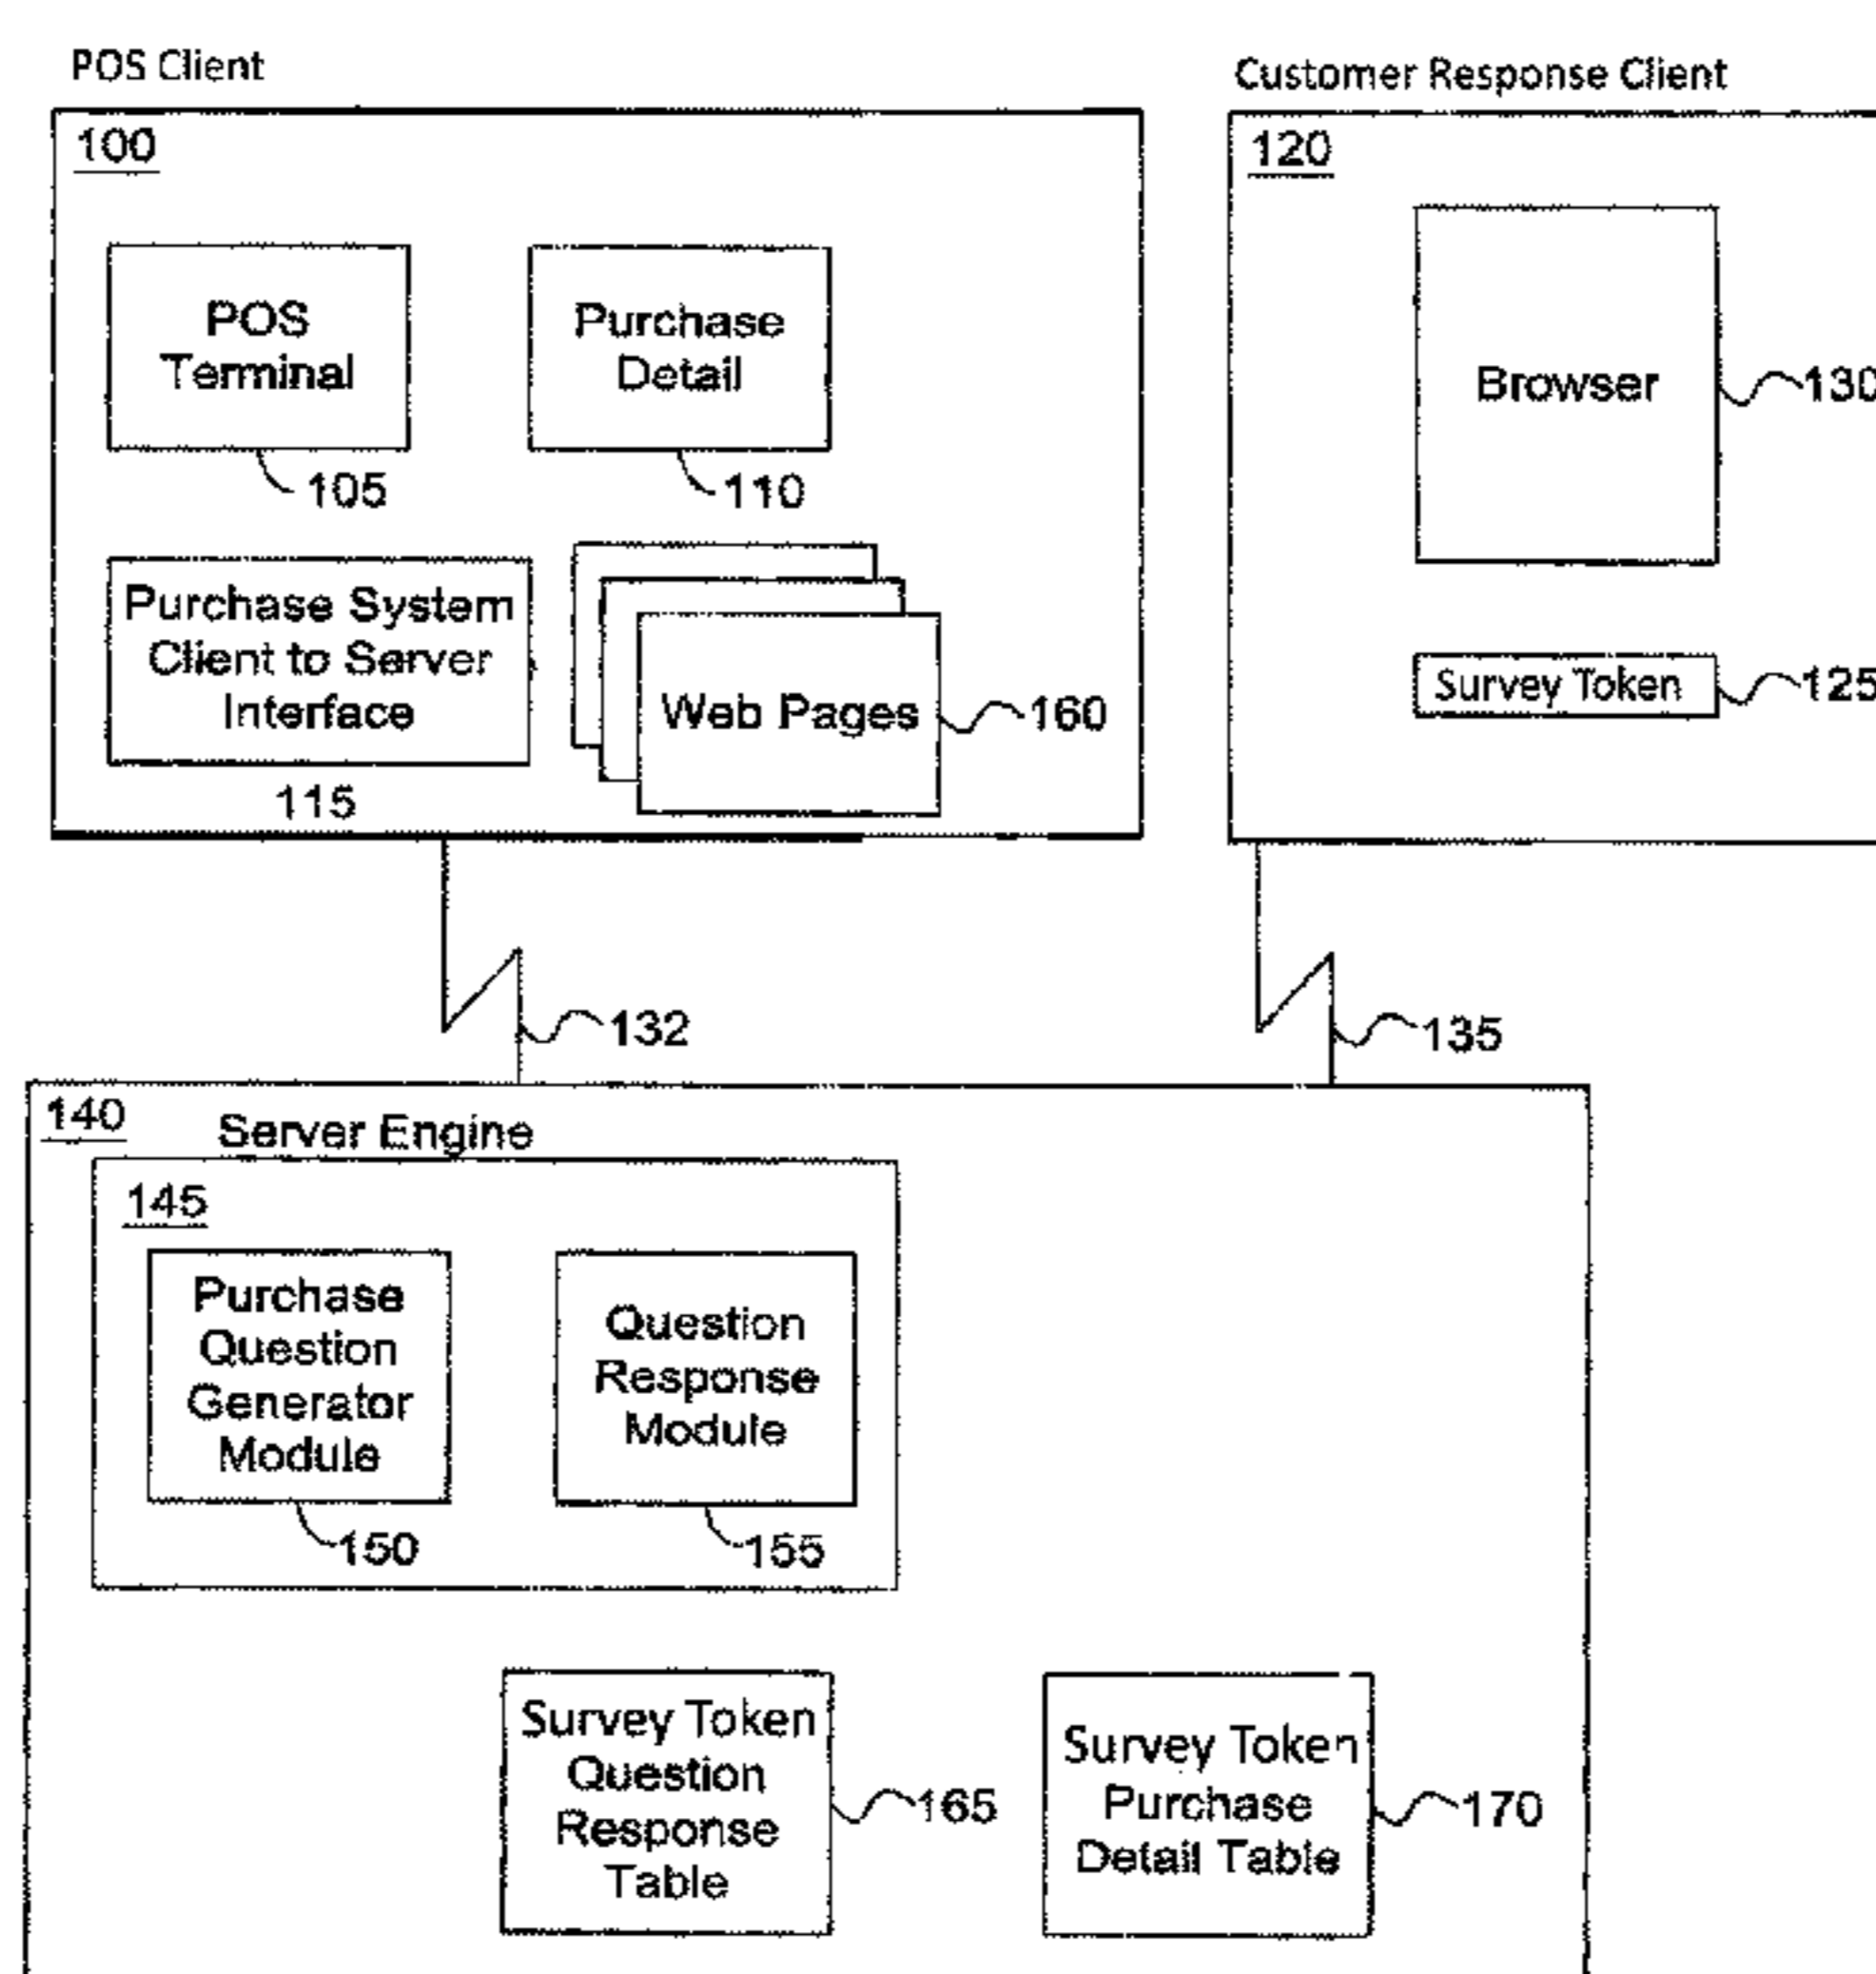 POS Client
100
POS
Terminal
105
Purchase
Detail
110
Purchase System
Client to Server
Interface
115
Web Pages
160
Customer Response Client
120
Browser
130
Survey Token
125
132
135
140
Server Engine
145
Purchase
Question
Generator
Module
150
Question
Response
Module
155
Survey Token
Question
Response
Table
165
Survey Token
Purchase
Detail Table
170